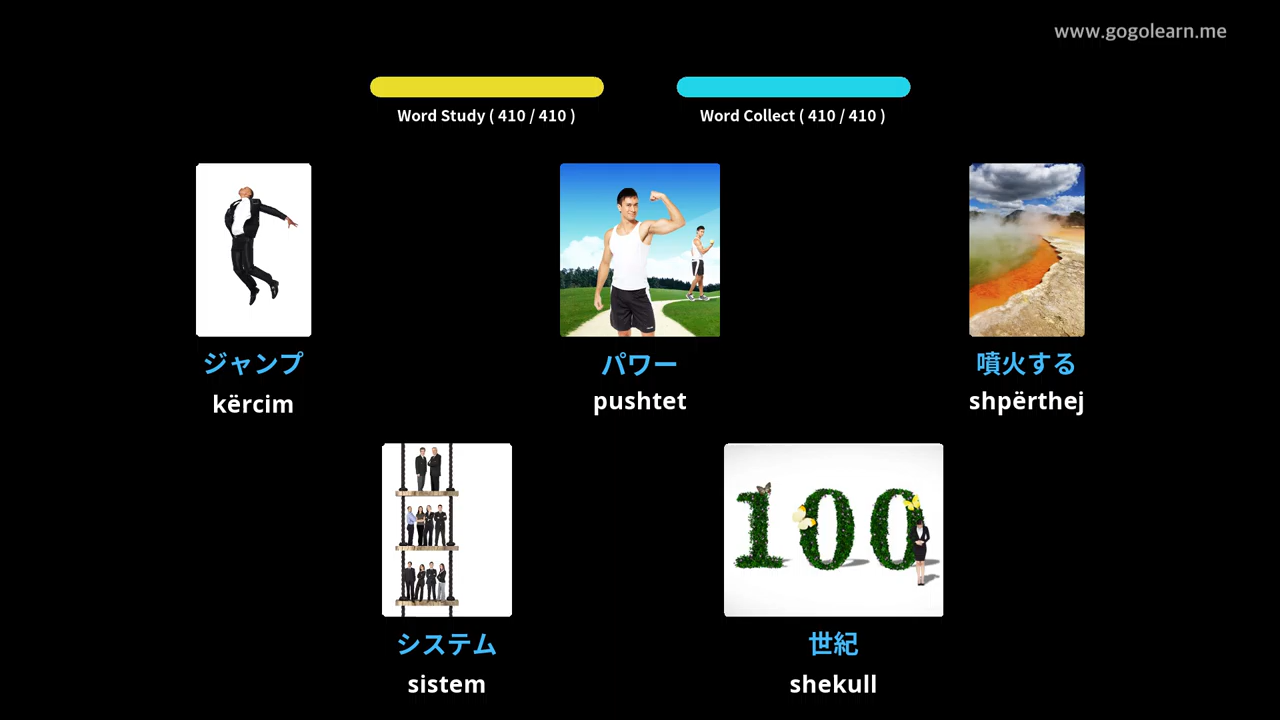 www.gogolearn.me
Word Study ( 410 / 410 )
Word Collect ( 410 / 410 )
ジャンプ
kërcim
パワー
pushtet
噴火する
shpërthej
システム
sistem
100
世紀
shekull